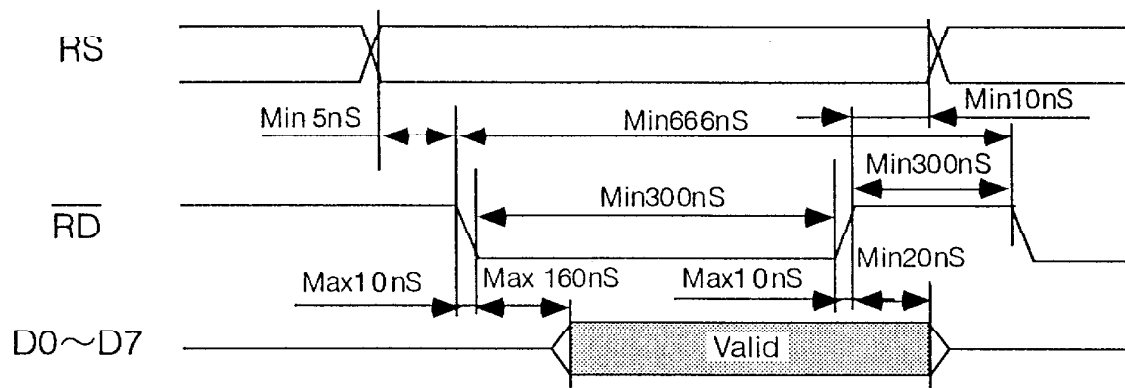 RS
Min 5nS
Min666nS
Min10nS
Min300nS
RD
Min300nS
Min20nS
Max10nS
Max 160nS
Max10nS
D0～D7
Valid